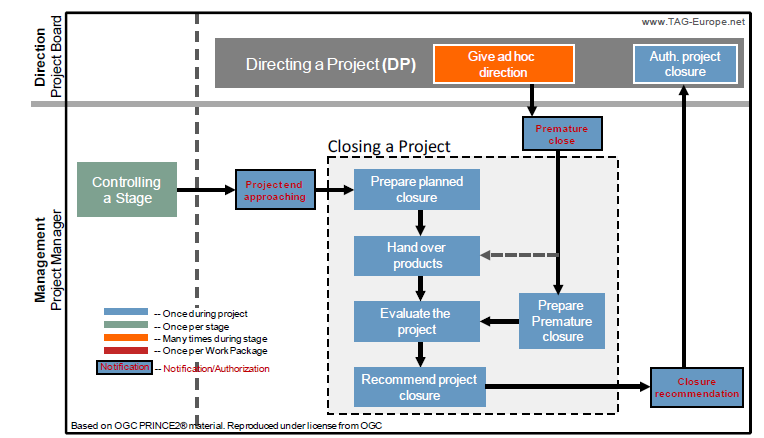 www.TAG-Europe.net
Direction
Project Board
Directing a Project (DP)
Give ad hoc
direction
Auth. project
closure
Premature
close
Closing a Project
Management
Project Manager
Controlling
a Stage
Project end
approaching
Prepare planned
closure
Hand over
products
Evaluate the
project
Prepare
Premature
closure
Recommend project
closure
Closure
recommendation
-- Once during project
-- Once per stage
-- Many times during stage
-- Once per Work Package
Notification -- Notification/Authorization
Based on OGC PRINCE2® material. Reproduced under license from OGC